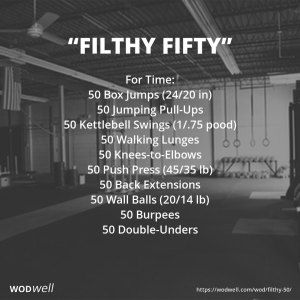 “FILTHY FIFTY”
For Time:
50 Box Jumps (24/20 in)
50 Jumping Pull-Ups
50 Kettlebell Swings (1/.75 pood)
50 Walking Lunges
50 Knees-to-Elbows
50 Push Press (45/35 lb)
50 Back Extensions
50 Wall Balls (20/14 lb)
50 Burpees
50 Double-Unders
WODwell
https://wodwell.com/wod/filthy-50/